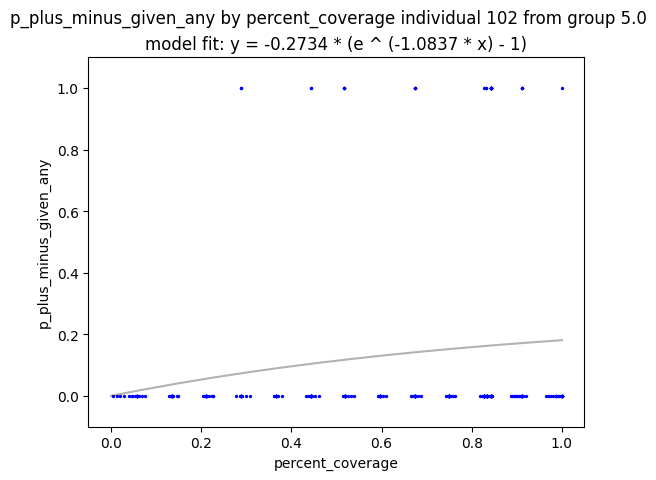 p_plus_minus_given_any by percent_coverage individual 102 from group 5.0
model fit: y = -0.2734 * (e ^ (-1.0837 * x) - 1)
1.0
0.8
0.6
0.4
0.2
0.0
p_plus_minus_given_any
0.0 0.2 0.4 0.6 0.8 1.0
percent_coverage